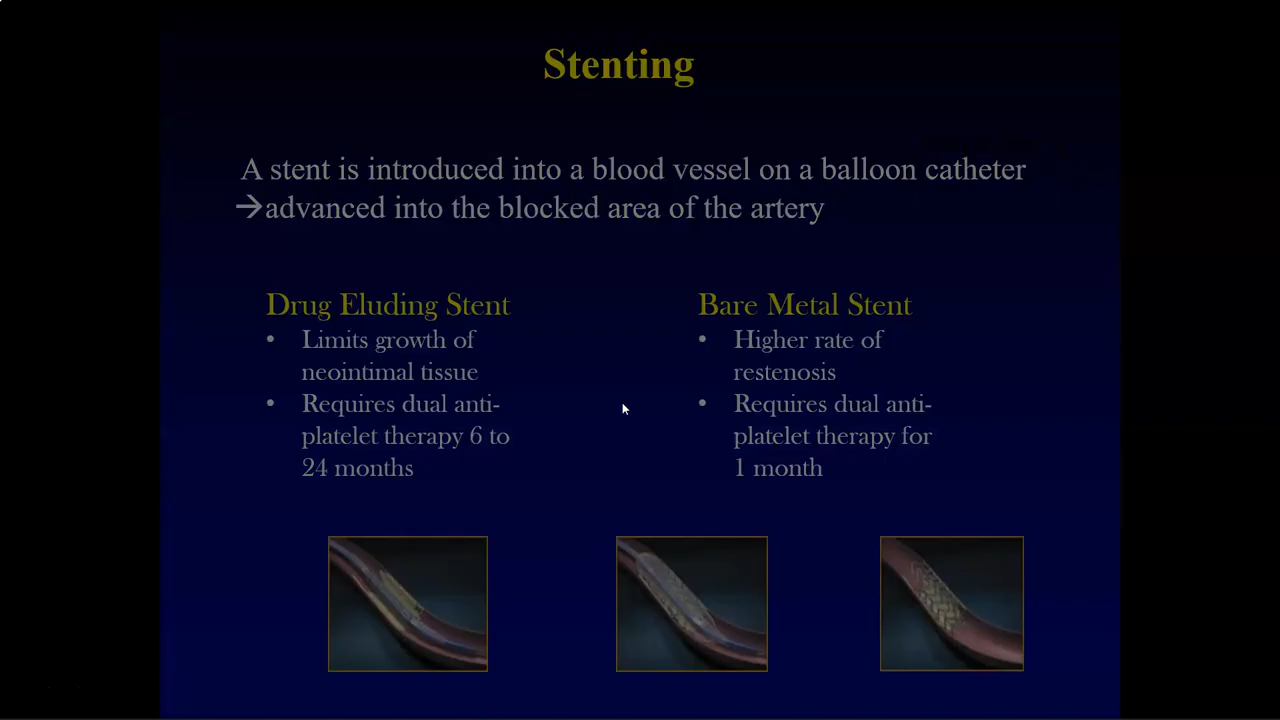 Stenting
A stent is introduced into a blood vessel on a balloon catheter
→advanced into the blocked area of the artery
Drug Eluding Stent
• Limits growth of
neointimal tissue
• Requires dual anti-
platelet therapy 6 to
24 months
Bare Metal Stent
• Higher rate of
restenosis
• Requires dual anti-
platelet therapy for
1 month